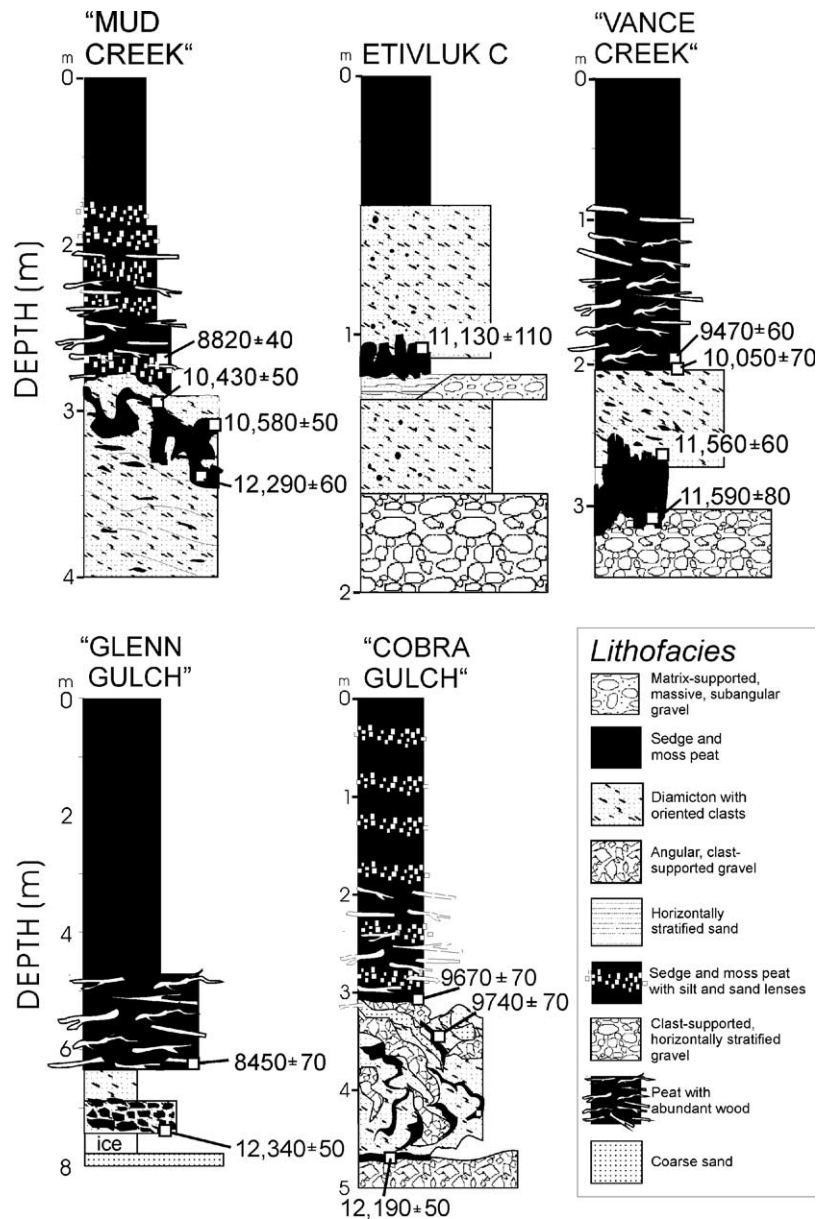 "MUD
CREEK"
m
0
2
3
4
DEPTH (m)
8820±40
10,430±50
10,580±50
12,290±60
ETIVLUK C
m
0
1
2
11,130±110
"VANCE
CREEK"
m
0
1
2
3
9470±60
10,050±70
11,560±60
11,590±80
"GLENN
GULCH"
m
0
2
4
6
8
DEPTH (m)
8450±70
12,340±50
ice
"COBRA
GULCH"
m
0
1
2
3
4
5
9670±70
9740±70
12,190±50
Lithofacies
Matrix-supported,
massive, subangular
gravel
Sedge and
moss peat
Diamicton with
oriented clasts
Angular, clast-
supported gravel
Horizontally
stratified sand
Sedge and moss peat
with silt and sand lenses
Clast-supported,
horizontally stratified
gravel
Peat with
abundant wood
Coarse sand